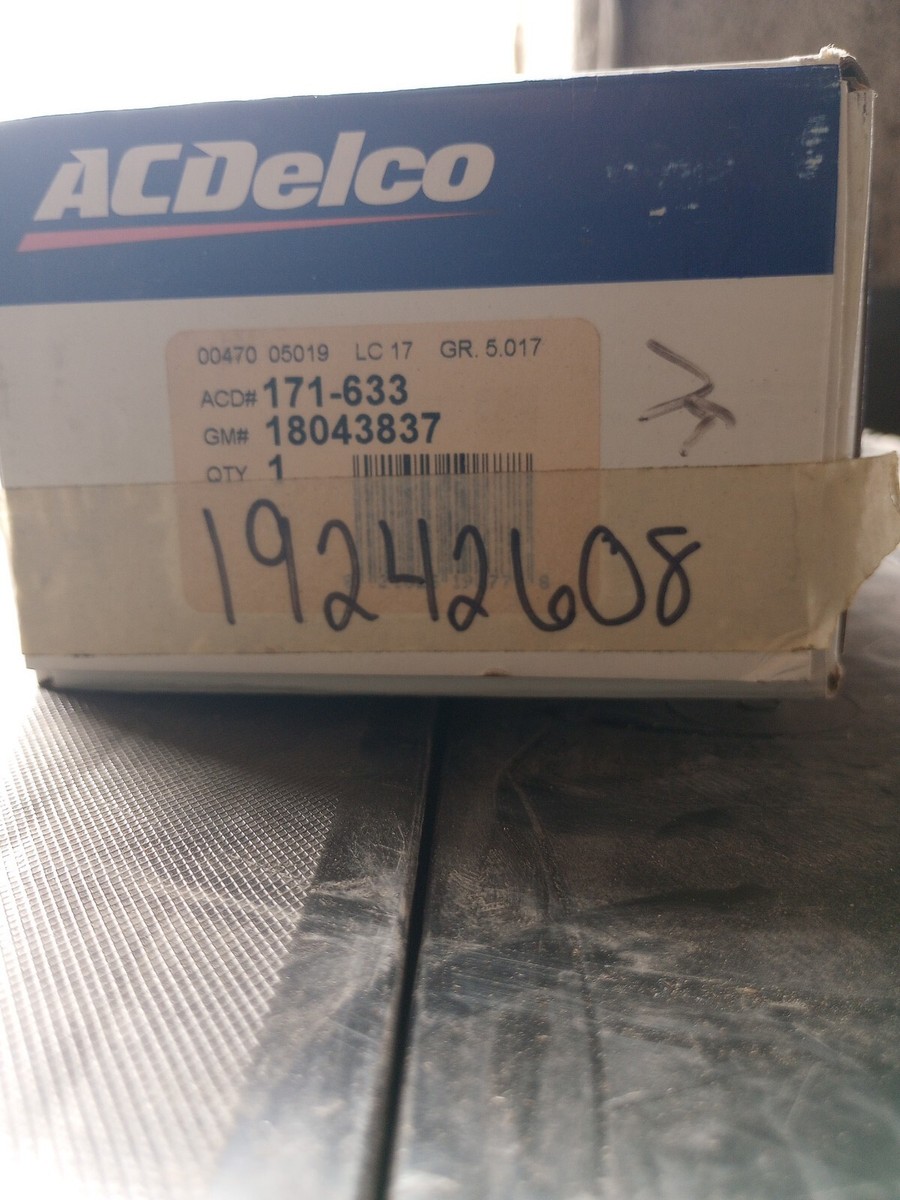 ACDelco
00470 05019 LC 17 GR. 5.017
ACD# 171-633
GM# 18043837
QTY 1
19242608